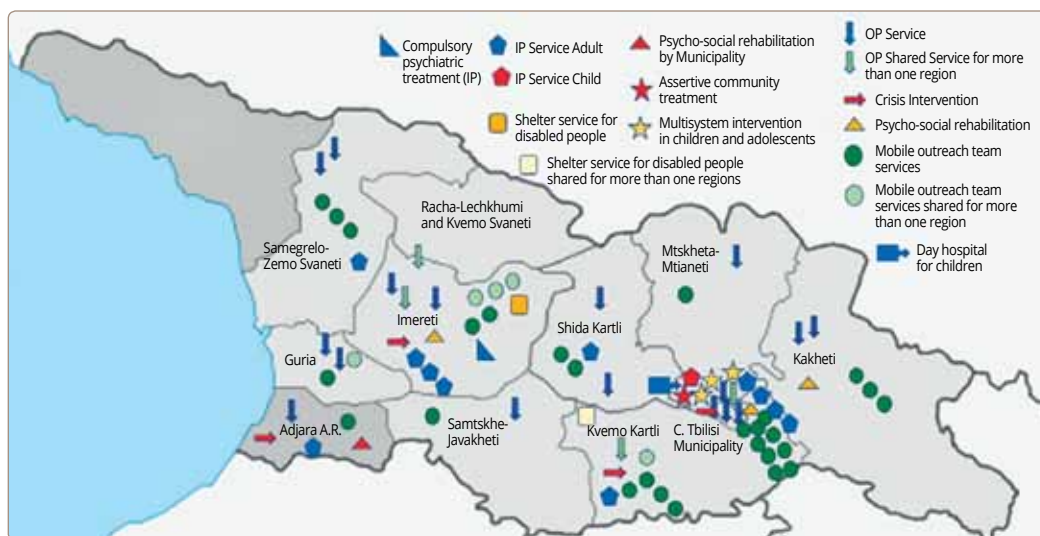 Compulsory
psychiatric
treatment (IP)
IP Service Adult
IP Service Child
Shelter service for
disabled people
Shelter service for disabled people
shared for more than one regions
Psycho-social rehabilitation
by Municipality
Assertive community
treatment
Multisystem intervention
in children and adolescents
OP Service
OP Shared Service for more
than one region
Crisis Intervention
Psycho-social rehabilitation
Mobile outreach team
services
Mobile outreach team
services shared for more
than one region
Day hospital
for children
Racha-Lechkhumi
and Kvemo Svaneti
Samegrelo-
Zemo Svaneti
Mtskheta-
Mtianeti
Imereti
Shida Kartli
Kakheti
Guria
Adjara A.R.
Samtskhe-
Javakheti
Kvemo Kartli
C. Tbilisi
Municipality